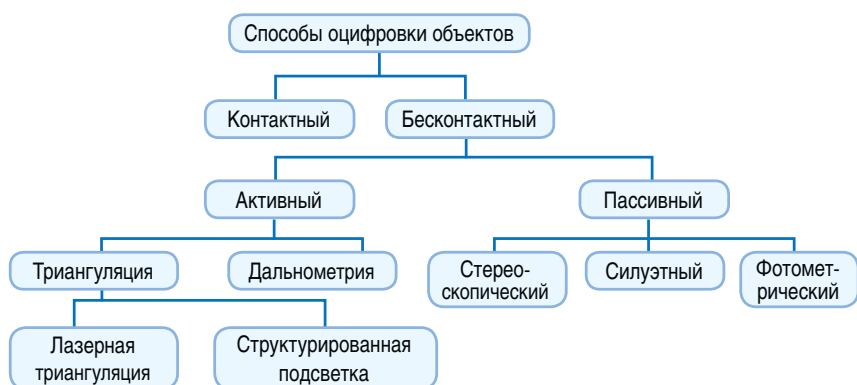 Способы оцифровки объектов
Контактный
Бесконтактный
Активный
Пассивный
Триангуляция
Дальнометрия
Стерео-
скопический
Силуэтный
Фотомет-
рический
Лазерная
триангуляция
Структурированная
подсветка